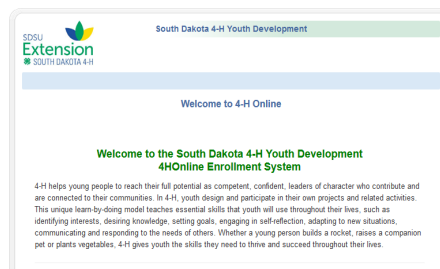 South Dakota 4-H Youth Development
SDSU
Extension
SOUTH DAKOTA 4-H
Welcome to 4-H Online
Welcome to the South Dakota 4-H Youth Development
4HOnline Enrollment System
4-H helps young people to reach their full potential as competent, confident, leaders of character who contribute and
are connected to their communities. In 4-H, youth design and participate in their own projects and related activities.
This unique learn-by-doing model teaches essential skills that youth will use throughout their lives, such as
identifying interests, desiring knowledge, setting goals, engaging in self-reflection, adapting to new situations,
communicating and responding to the needs of others. Whether a young person builds a rocket, raises a companion
pet or plants vegetables, 4-H gives youth the skills they need to thrive and succeed throughout their lives.